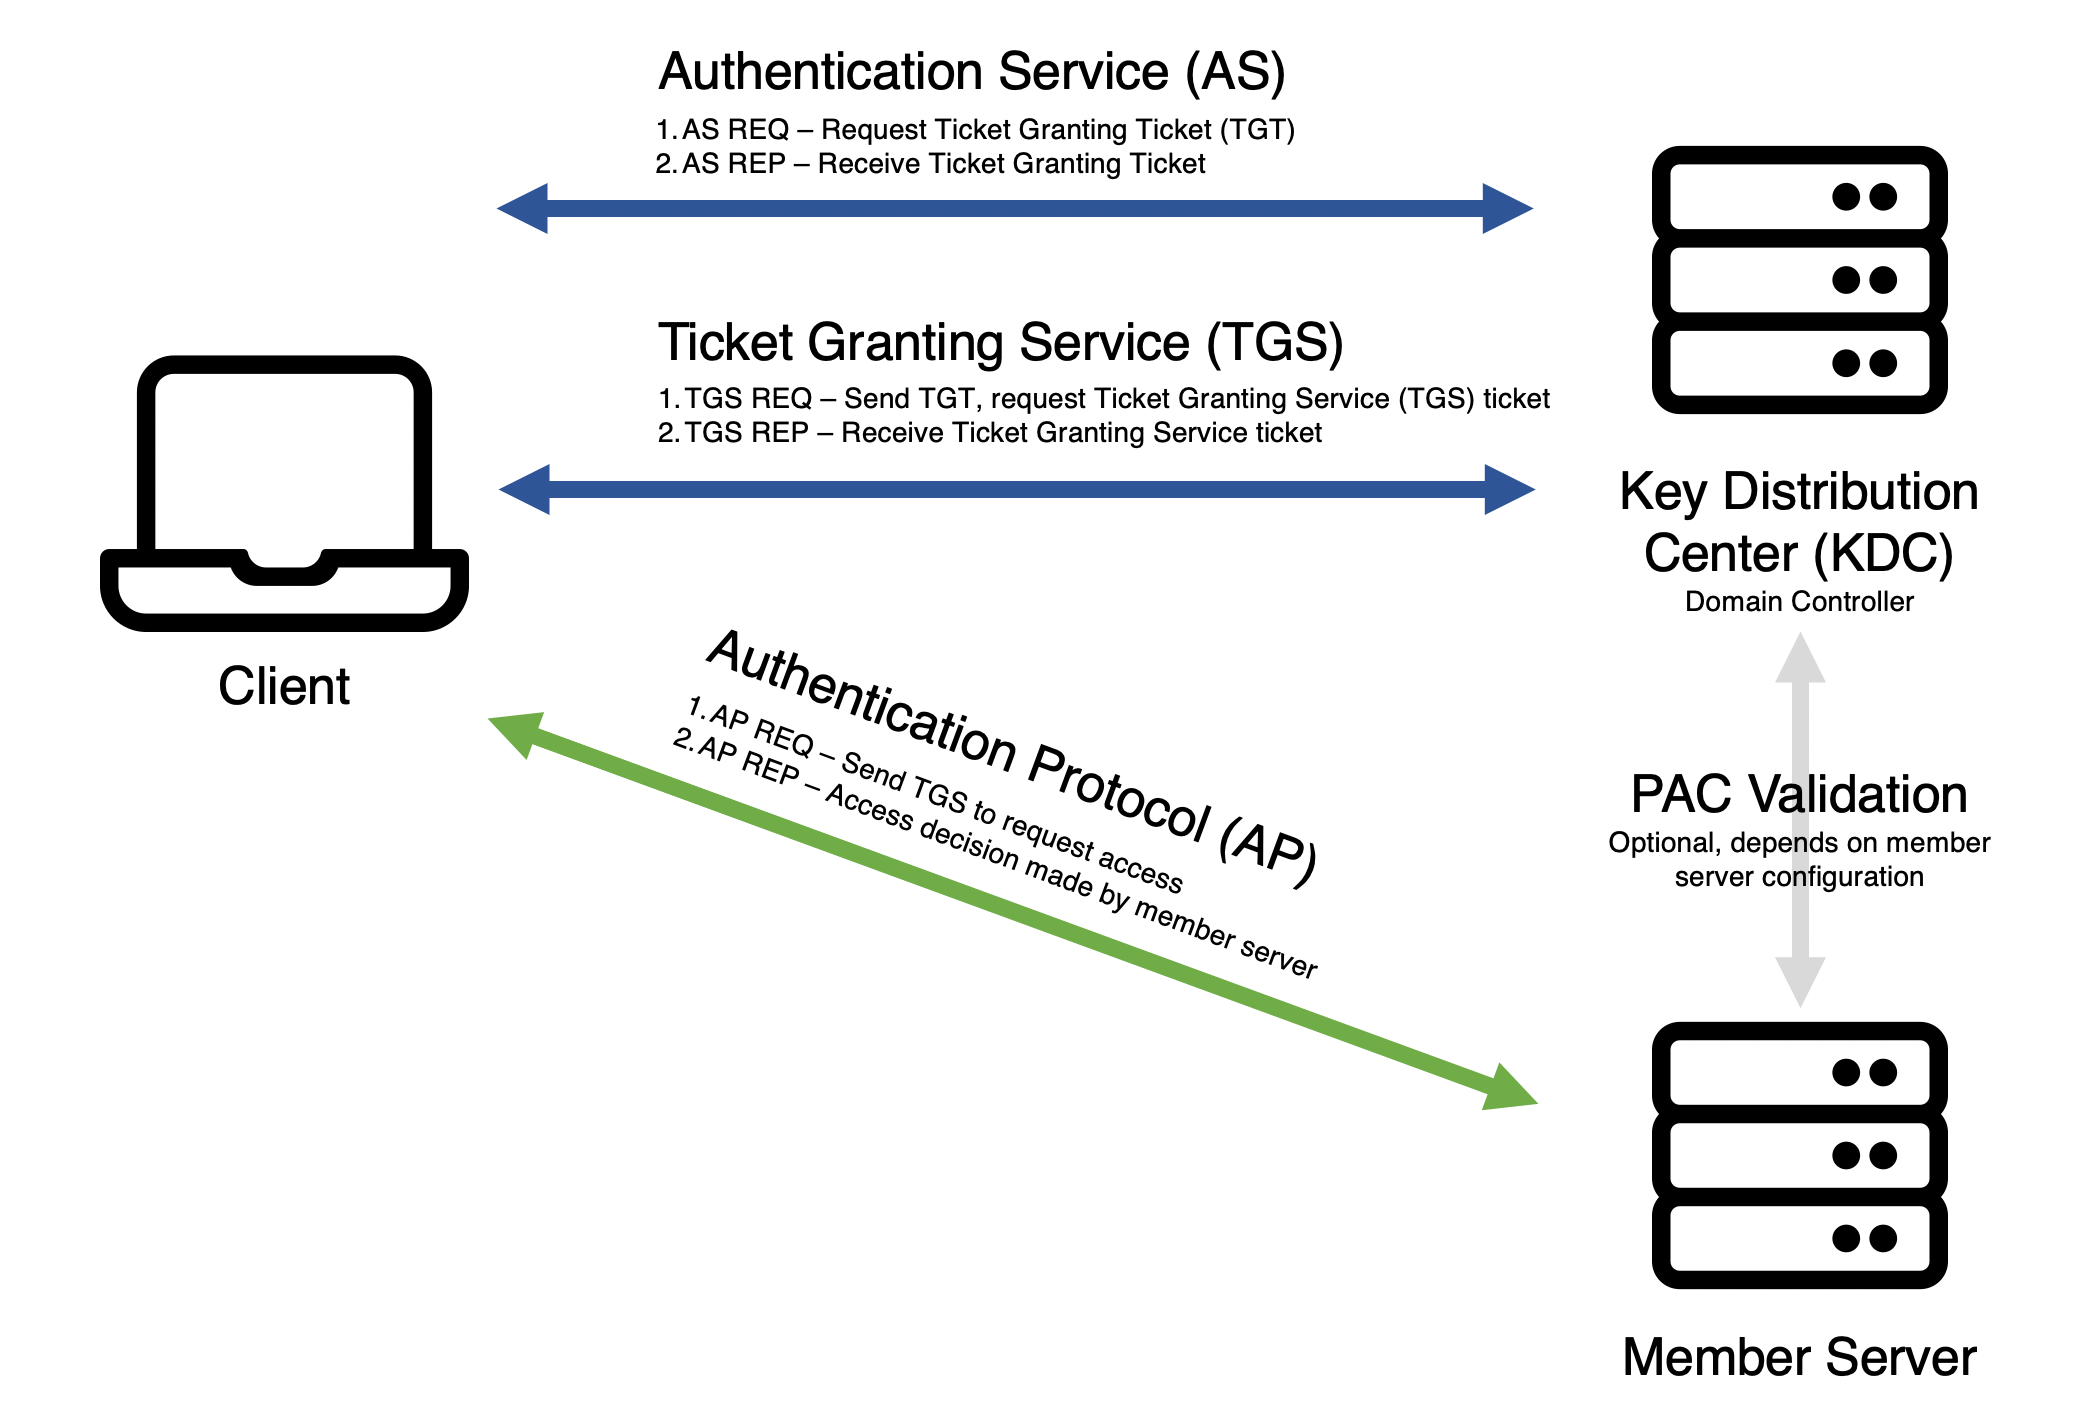 Authentication Service (AS)
1. AS REQ – Request Ticket Granting Ticket (TGT)
2. AS REP – Receive Ticket Granting Ticket
Ticket Granting Service (TGS)
1. TGS REQ – Send TGT, request Ticket Granting Service (TGS) ticket
2. TGS REP – Receive Ticket Granting Service ticket
Key Distribution
Center (KDC)
Domain Controller
Client
Authentication Protocol (AP)
1. AP REQ – Send TGS to request access
2. AP REP – Access decision made by member server
PAC Validation
Optional, depends on member
server configuration
Member Server